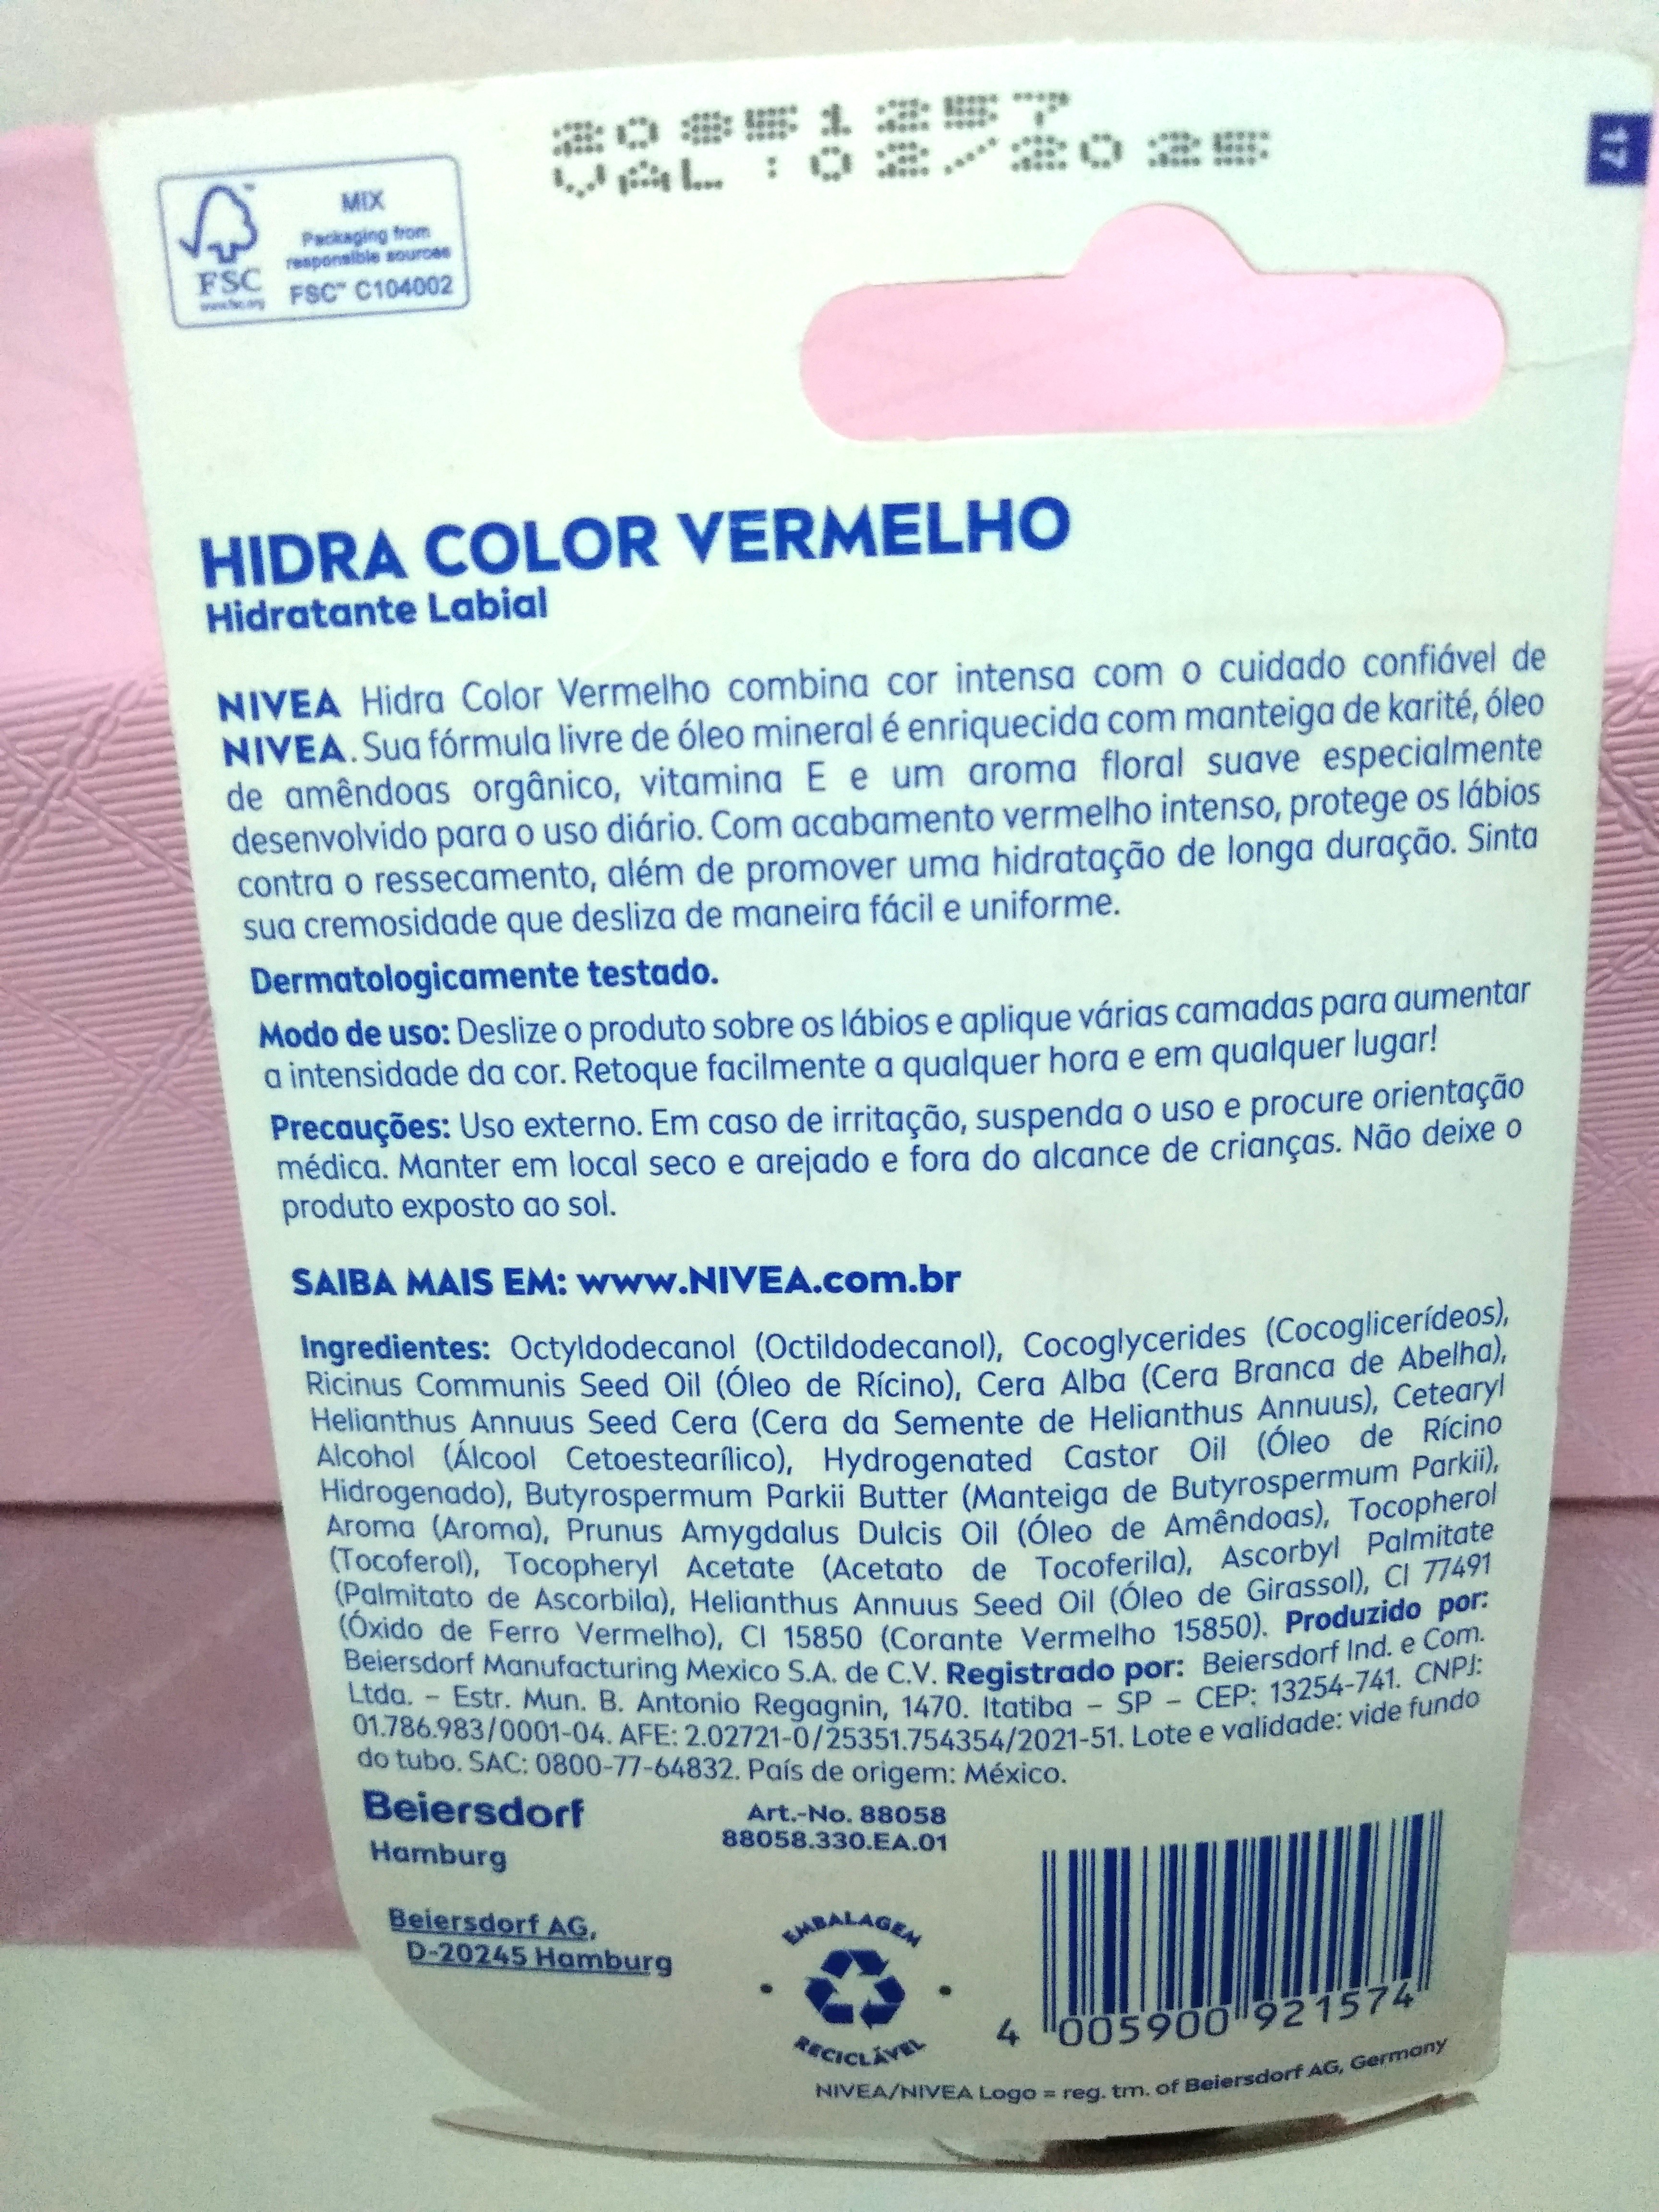 20851257
VAL:02/2025
17
FSC™
www.fsc.org
MIX
Packaging from
responsible sources
FSC™ C104002
HIDRA COLOR VERMELHO
Hidratante Labial
NIVEA Hidra Color Vermelho combina cor intensa com o cuidado confiável de
NIVEA. Sua fórmula livre de óleo mineral é enriquecida com manteiga de karité, óleo
de amêndoas orgânico, vitamina E e um aroma floral suave especialmente
desenvolvido para o uso diário. Com acabamento vermelho intenso, protege os lábios
contra o ressecamento, além de promover uma hidratação de longa duração. Sinta
sua cremosidade que desliza de maneira fácil e uniforme.
Dermatologicamente testado.
Modo de uso: Deslize o produto sobre os lábios e aplique várias camadas para aumentar
a intensidade da cor. Retoque facilmente a qualquer hora e em qualquer lugar!
Precauções: Uso externo. Em caso de irritação, suspenda o uso e procure orientação
médica. Manter em local seco e arejado e fora do alcance de crianças. Não deixe o
produto exposto ao sol.
SAIBA MAIS EM: www.NIVEA.com.br
Ingredientes: Octyldodecanol (Octildodecanol), Cocoglycerides (Cocoglicerídeos),
Ricinus Communis Seed Oil (Óleo de Rícino), Cera Alba (Cera Branca de Abelha),
Helianthus Annuus Seed Cera (Cera da Semente de Helianthus Annuus), Cetearyl
Alcohol (Álcool Cetoestearílico), Hydrogenated Castor Oil (Óleo de Rícino
Hidrogenado), Butyrospermum Parkii Butter (Manteiga de Butyrospermum Parkii),
Aroma (Aroma), Prunus Amygdalus Dulcis Oil (Óleo de Amêndoas), Tocopherol
(Tocoferol), Tocopheryl Acetate (Acetato de Tocoferila), Ascorbyl Palmitate
(Palmitato de Ascorbila), Helianthus Annuus Seed Oil (Óleo de Girassol), CI 77491
(Óxido de Ferro Vermelho), CI 15850 (Corante Vermelho 15850). Produzido por:
Beiersdorf Manufacturing Mexico S.A. de C.V. Registrado por: Beiersdorf Ind. e Com.
Ltda. – Estr. Mun. B. Antonio Regagnin, 1470. Itatiba – SP – CEP: 13254-741. CNPJ:
01.786.983/0001-04. AFE: 2.02721-0/25351.754354/2021-51. Lote e validade: vide fundo
do tubo. SAC: 0800-77-64832. País de origem: México.
Beiersdorf
Hamburg
Art.-No. 88058
88058.330.EA.01
Beiersdorf AG,
D-20245 Hamburg
EMBALAGEM
RECICLÁVEL
4 005900 921574
NIVEA/NIVEA Logo = reg. tm. of Beiersdorf AG, Germany